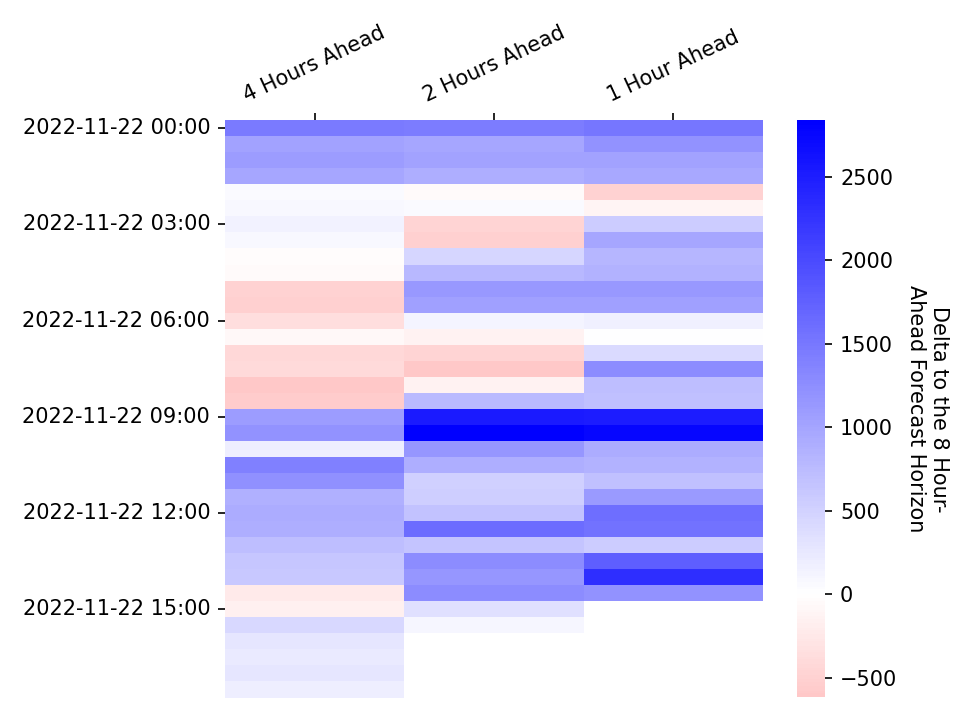 4 Hours Ahead
2 Hours Ahead
1 Hour Ahead
2022-11-22 00:00
2022-11-22 03:00
2022-11-22 06:00
2022-11-22 09:00
2022-11-22 12:00
2022-11-22 15:00
2500
2000
1500
1000
500
0
−500
Delta to the 8 Hour-
Ahead Forecast Horizon